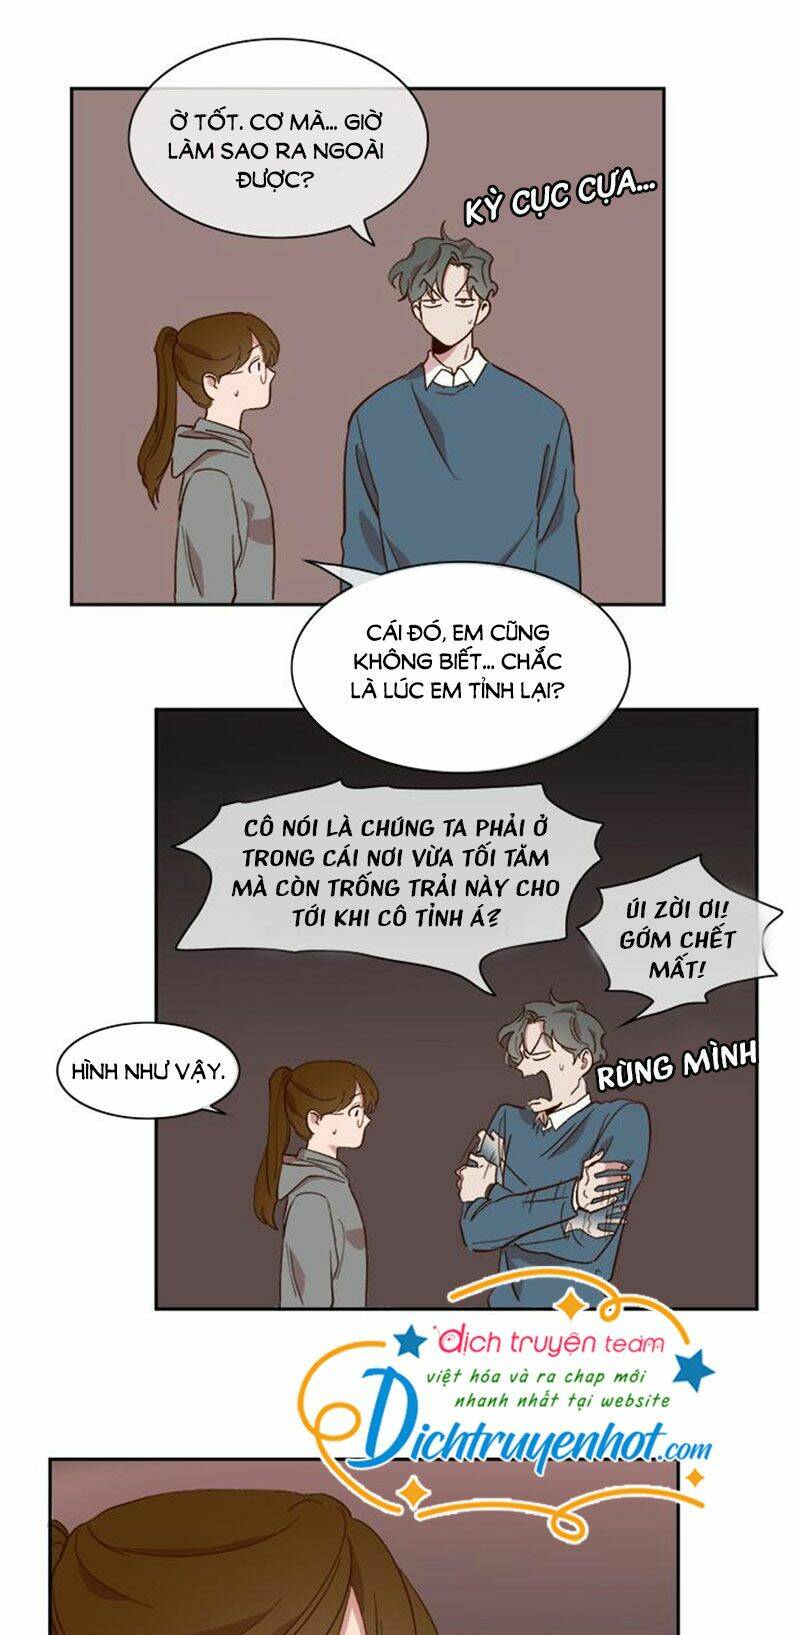 Ờ TỐT. CƠ MÀ... GIỜ
LÀM SAO RA NGOÀI
ĐƯỢC?
KỲ CỤC CỰA...
CÁI ĐÓ, EM CŨNG
KHÔNG BIẾT... CHẮC
LÀ LÚC EM TỈNH LẠI?
CÔ NÓI LÀ CHÚNG TA PHẢI Ở
TRONG CÁI NƠI VỪA TỐI TĂM
MÀ CÒN TRỐNG TRẢI NÀY CHO
TỚI KHI CÔ TỈNH Á?
ÚI ZỜI ƠI!
GỚM CHẾT
MẤT!
HÌNH NHƯ VẬY.
RÙNG MÌNH
dịch truyện team
việt hóa và ra chap mới
nhanh nhất tại website
Dichtruyenhot.com